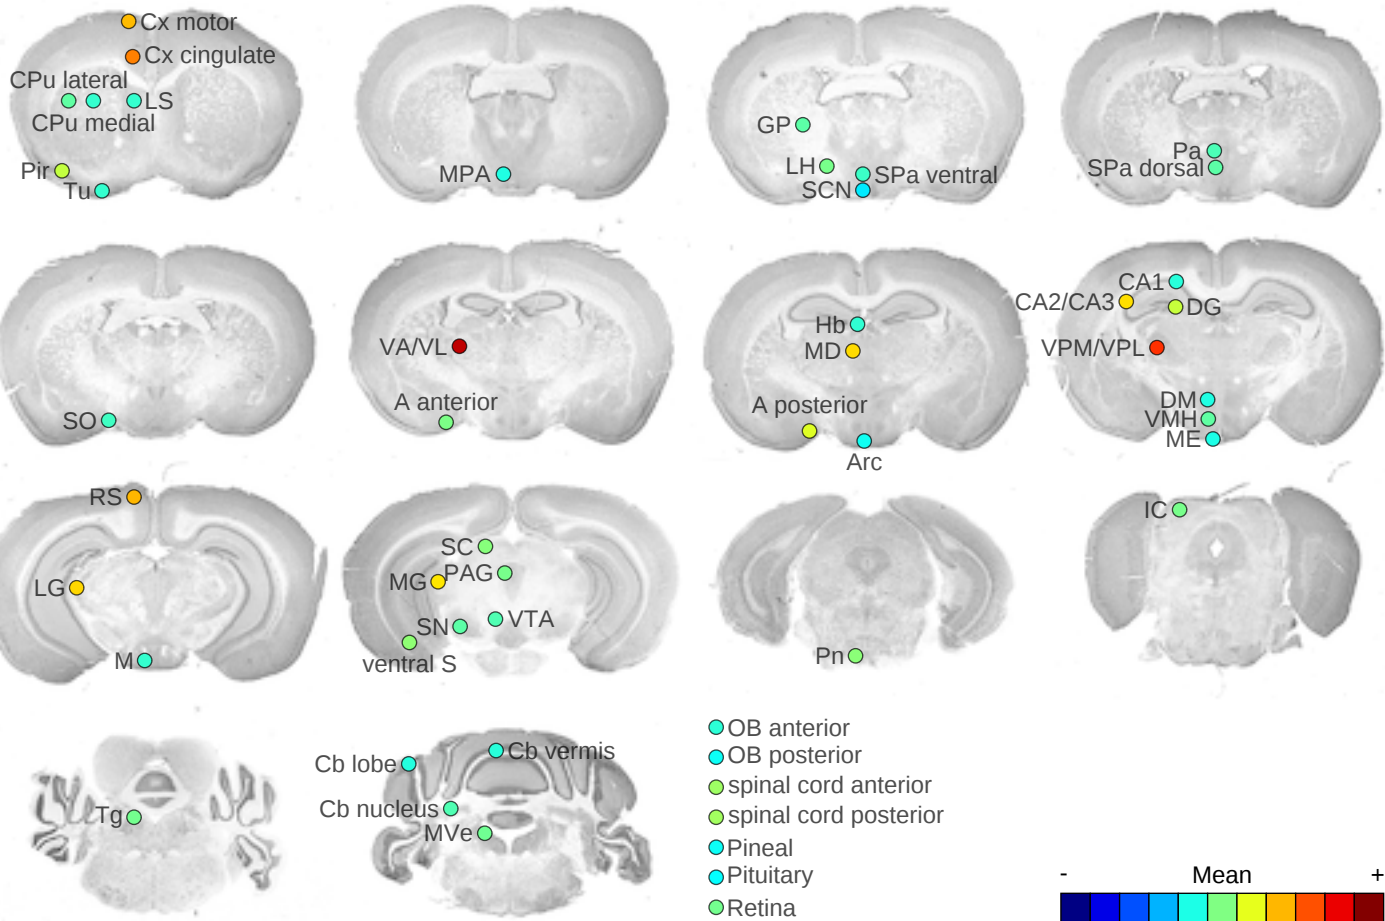 Cx motor
Cx cingulate
CPu lateral
LS
CPu medial
Pir
Tu
MPA
GP
LH
SPa ventral
SCN
Pa
SPa dorsal
SO
VA/VL
A anterior
Hb
MD
A posterior
Arc
CA1
CA2/CA3
DG
VPM/VPL
DM
VMH
ME
RS
LG
M
SC
PAG
MG
SN
VTA
ventral S
Pn
IC
Tg
Cb vermis
Cb lobe
Cb nucleus
MVe
OB anterior
OB posterior
spinal cord anterior
spinal cord posterior
Pineal
Pituitary
Retina
- Mean +